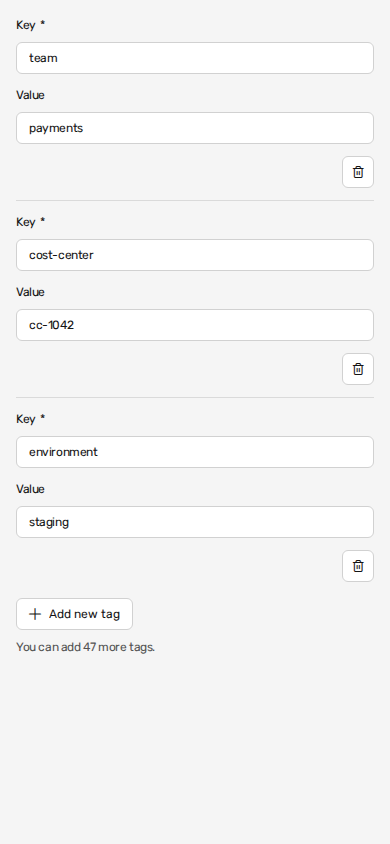 Key *
team
Value
payments
Key *
cost-center
Value
cc-1042
Key *
environment
Value
staging
Add new tag
You can add 47 more tags.